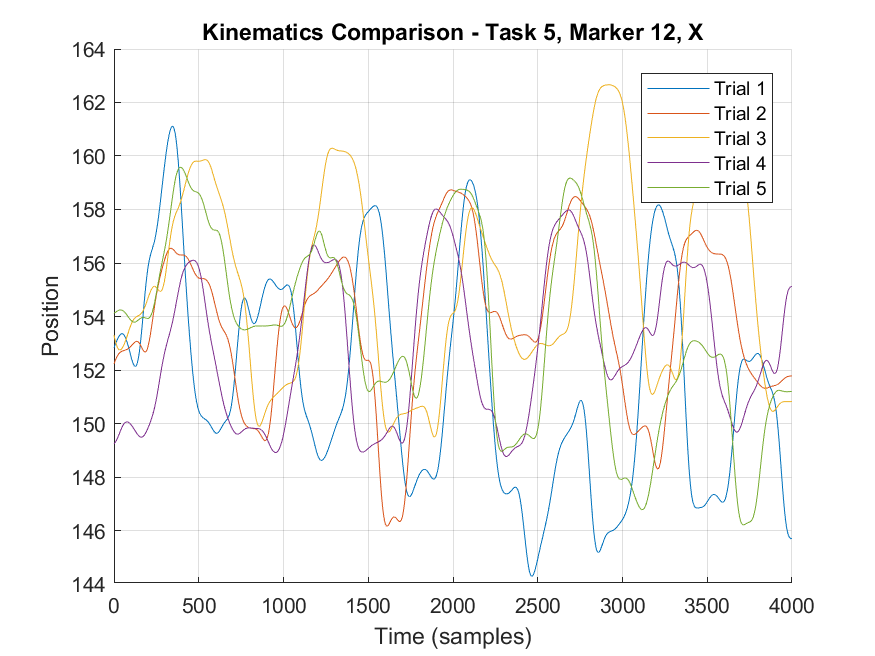 Kinematics Comparison - Task 5, Marker 12, X
164
162
160
158
156
154
152
150
148
146
144
Position
Trial 1
Trial 2
Trial 3
Trial 4
Trial 5
0 500 1000 1500 2000 2500 3000 3500 4000
Time (samples)